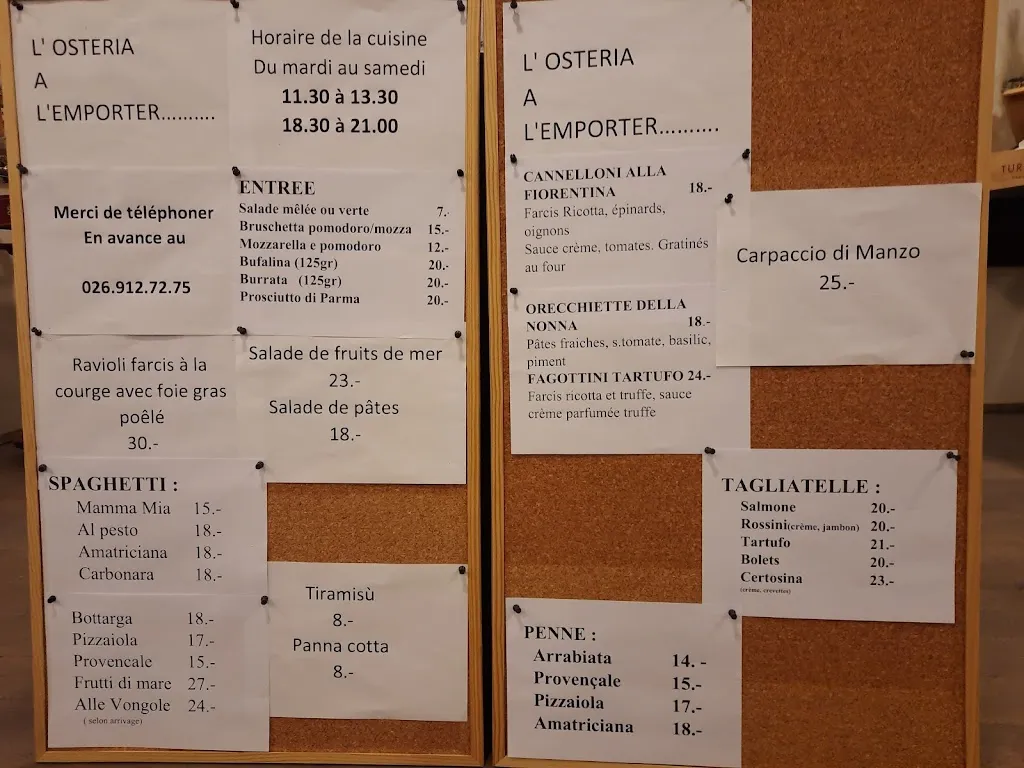 L' OSTERIA
A
L'EMPORTER..........
Horaire de la cuisine
Du mardi au samedi
11.30 à 13.30
18.30 à 21.00
Merci de téléphoner
En avance au
026.912.72.75
ENTREE
Salade mêlée ou verte 7.-
Bruschetta pomodoro/mozza 15.-
Mozzarella e pomodoro 12.-
Bufalina (125gr) 20.-
Burrata (125gr) 20.-
Prosciutto di Parma 20.-
Ravioli farcis à la
courge avec foie gras
poêlé
30.-
Salade de fruits de mer
23.-
Salade de pâtes
18.-
SPAGHETTI :
Mamma Mia 15.-
Al pesto 18.-
Amatriciana 18.-
Carbonara 18.-
Bottarga 18.-
Pizzaiola 17.-
Provencale 15.-
Frutti di mare 27.-
Alle Vongole 24.-
( selon arrivage)
Tiramisù
8.-
Panna cotta
8.-
L' OSTERIA
A
L'EMPORTER..........
CANNELLONI ALLA
FIORENTINA 18.-
Farcis Ricotta, épinards,
oignons
Sauce crème, tomates. Gratinés
au four
ORECCHIETTE DELLA
NONNA 18.-
Pâtes fraiches, s.tomate, basilic,
piment
FAGOTTINI TARTUFO 24.-
Farcis ricotta et truffe, sauce
crème parfumée truffe
Carpaccio di Manzo
25.-
TAGLIATELLE :
Salmone 20.-
Rossini(crème, jambon) 20.-
Tartufo 21.-
Bolets 20.-
Certosina 23.-
(crème, crevettes)
PENNE :
Arrabiata 14. -
Provençale 15.-
Pizzaiola 17.-
Amatriciana 18.-